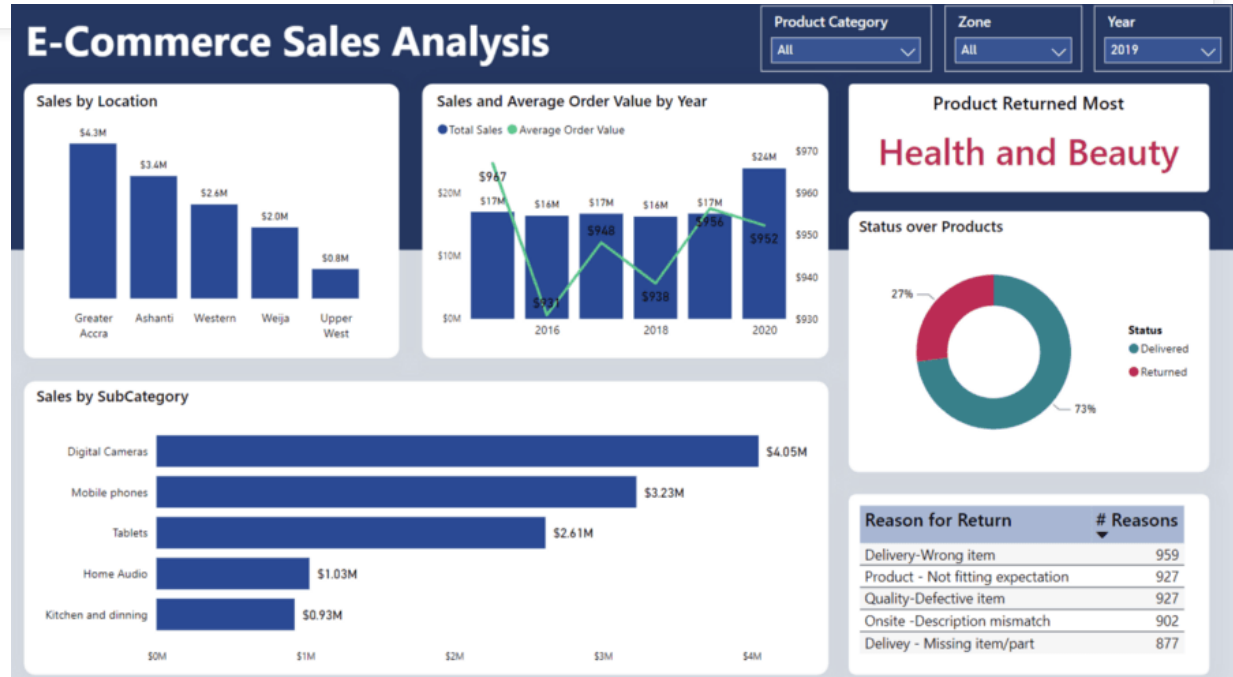 E-Commerce Sales Analysis
Product Category
All
Zone
All
Year
2019
Sales by Location
$4.3M
$3.4M
$2.6M
$2.0M
$0.8M
Greater Accra
Ashanti
Western
Weija
Upper West
Sales and Average Order Value by Year
Total Sales
Average Order Value
$20M
$10M
$0M
$970
$960
$950
$940
$930
$17M
$16M
$17M
$16M
$17M
$24M
$967
$931
$948
$938
$956
$952
2016
2018
2020
Product Returned Most
Health and Beauty
Status over Products
27%
73%
Status
Delivered
Returned
Sales by SubCategory
Digital Cameras
$4.05M
Mobile phones
$3.23M
Tablets
$2.61M
Home Audio
$1.03M
Kitchen and dinning
$0.93M
$0M
$1M
$2M
$3M
$4M
Reason for Return # Reasons
Delivery-Wrong item 959
Product - Not fitting expectation 927
Quality-Defective item 927
Onsite -Description mismatch 902
Delivey - Missing item/part 877